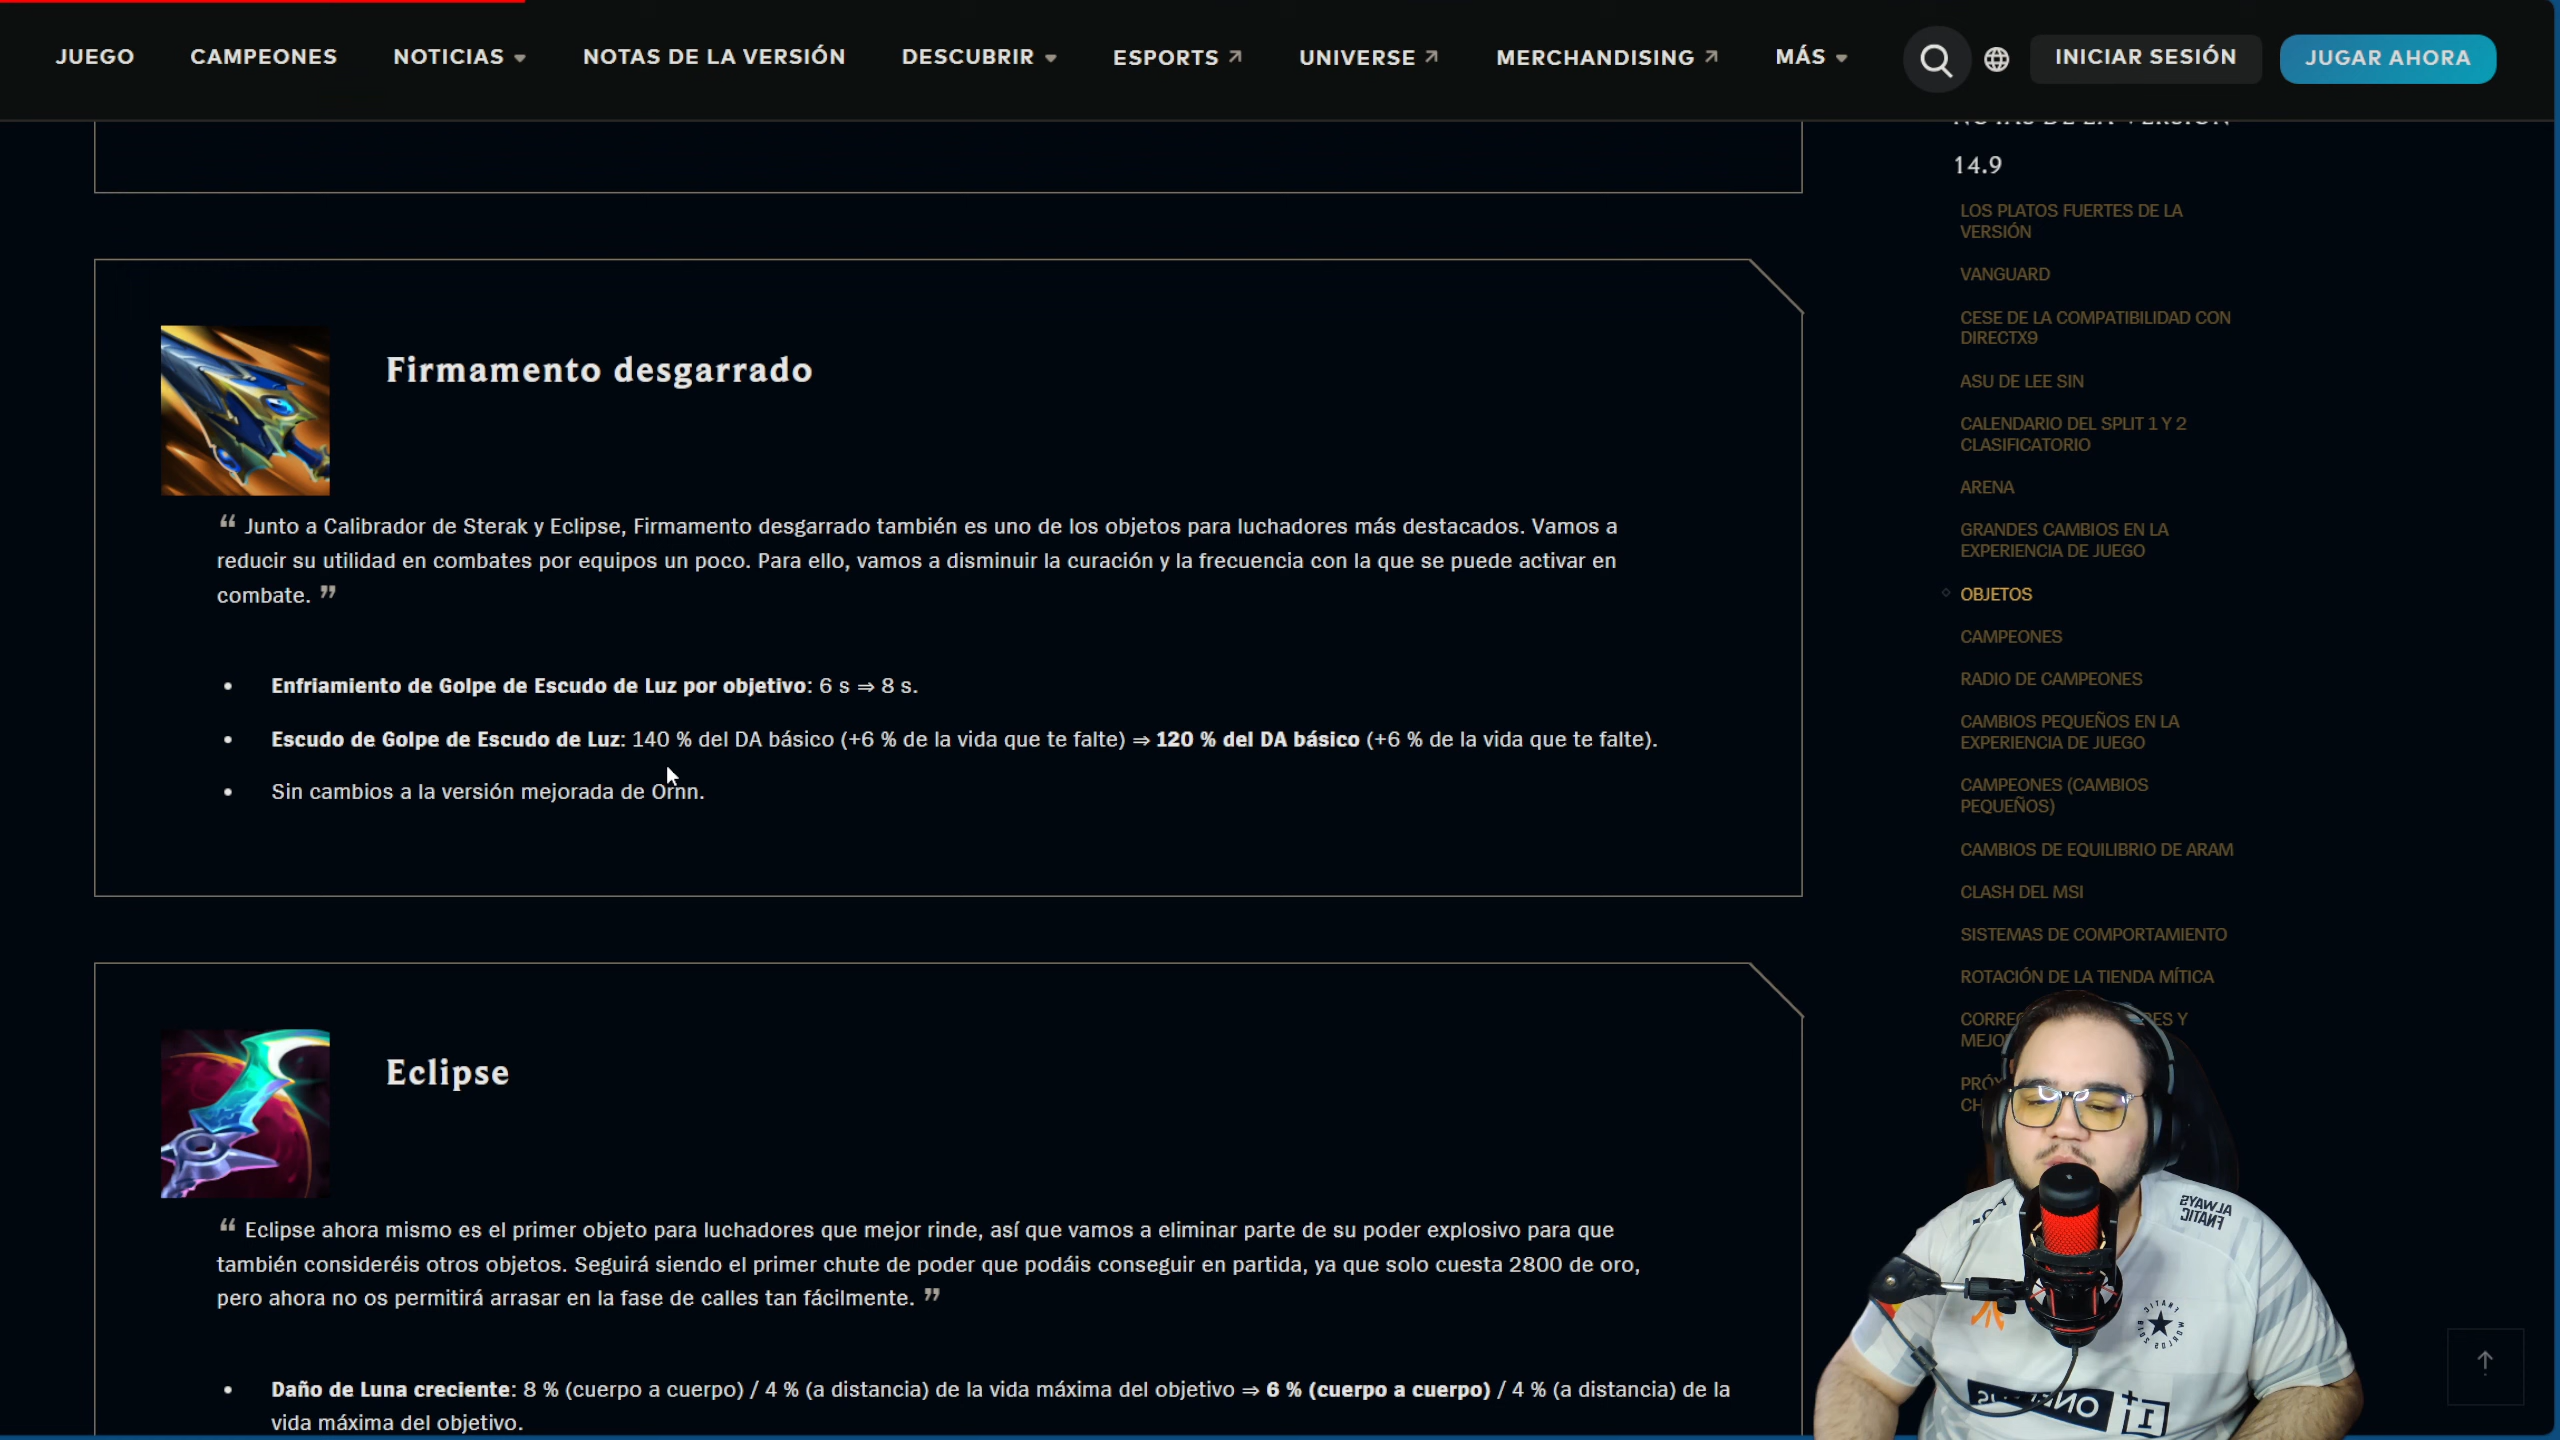 JUEGO CAMPEONES NOTICIAS NOTAS DE LA VERSIÓN DESCUBRIR ESPORTS UNIVERSE MERCHANDISING MÁS INICIAR SESIÓN JUGAR AHORA
NOTAS DE LA VERSIÓN
14.9
LOS PLATOS FUERTES DE LA
VERSIÓN
VANGUARD
CESE DE LA COMPATIBILIDAD CON
DIRECTX9
ASU DE LEE SIN
CALENDARIO DEL SPLIT 1 Y 2
CLASIFICATORIO
ARENA
GRANDES CAMBIOS EN LA
EXPERIENCIA DE JUEGO
OBJETOS
CAMPEONES
RADIO DE CAMPEONES
CAMBIOS PEQUEÑOS EN LA
EXPERIENCIA DE JUEGO
CAMPEONES (CAMBIOS
PEQUEÑOS)
CAMBIOS DE EQUILIBRIO DE ARAM
CLASH DEL MSI
SISTEMAS DE COMPORTAMIENTO
ROTACIÓN DE LA TIENDA MÍTICA
Firmamento desgarrado
“ Junto a Calibrador de Sterak y Eclipse, Firmamento desgarrado también es uno de los objetos para luchadores más destacados. Vamos a
reducir su utilidad en combates por equipos un poco. Para ello, vamos a disminuir la curación y la frecuencia con la que se puede activar en
combate. ”
• Enfriamiento de Golpe de Escudo de Luz por objetivo: 6 s ⇒ 8 s.
• Escudo de Golpe de Escudo de Luz: 140 % del DA básico (+6 % de la vida que te falte) ⇒ 120 % del DA básico (+6 % de la vida que te falte).
• Sin cambios a la versión mejorada de Ornn.
Eclipse
“ Eclipse ahora mismo es el primer objeto para luchadores que mejor rinde, así que vamos a eliminar parte de su poder explosivo para que
también consideréis otros objetos. Seguirá siendo el primer chute de poder que podáis conseguir en partida, ya que solo cuesta 2800 de oro,
pero ahora no os permitirá arrasar en la fase de calles tan fácilmente. ”
• Daño de Luna creciente: 8 % (cuerpo a cuerpo) / 4 % (a distancia) de la vida máxima del objetivo ⇒ 6 % (cuerpo a cuerpo) / 4 % (a distancia) de la
vida máxima del objetivo.
ALWAYS
FNATIC